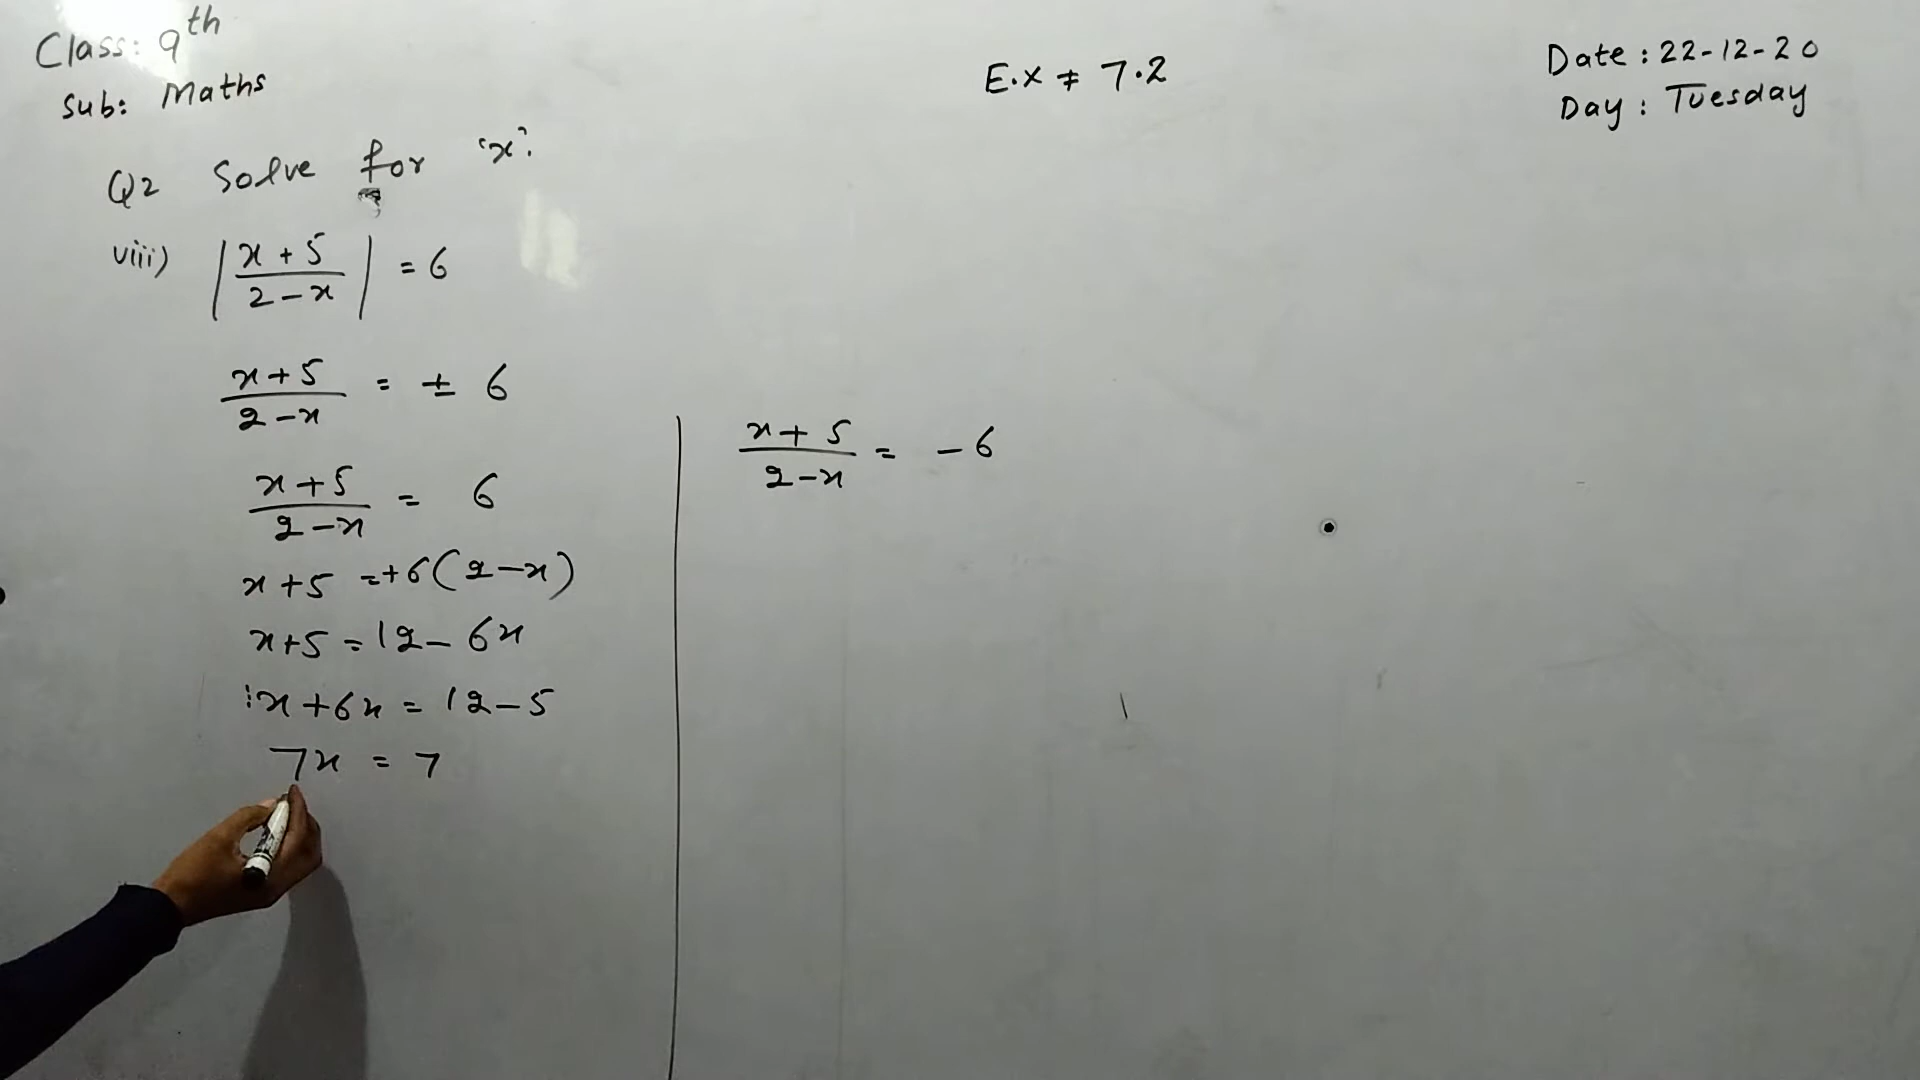 Class: 9th
Sub: Maths
E.x ≠ 7.2
Date : 22-12-20
Day : Tuesday
Q2 Solve for 'x'.
viii) |(x + 5)/(2 - x)| = 6
(x + 5)/(2 - x) = ± 6
(x + 5)/(2 - x) = 6
x + 5 = +6(2 - x)
x + 5 = 12 - 6x
x + 6x = 12 - 5
7x = 7
(x + 5)/(2 - x) = - 6